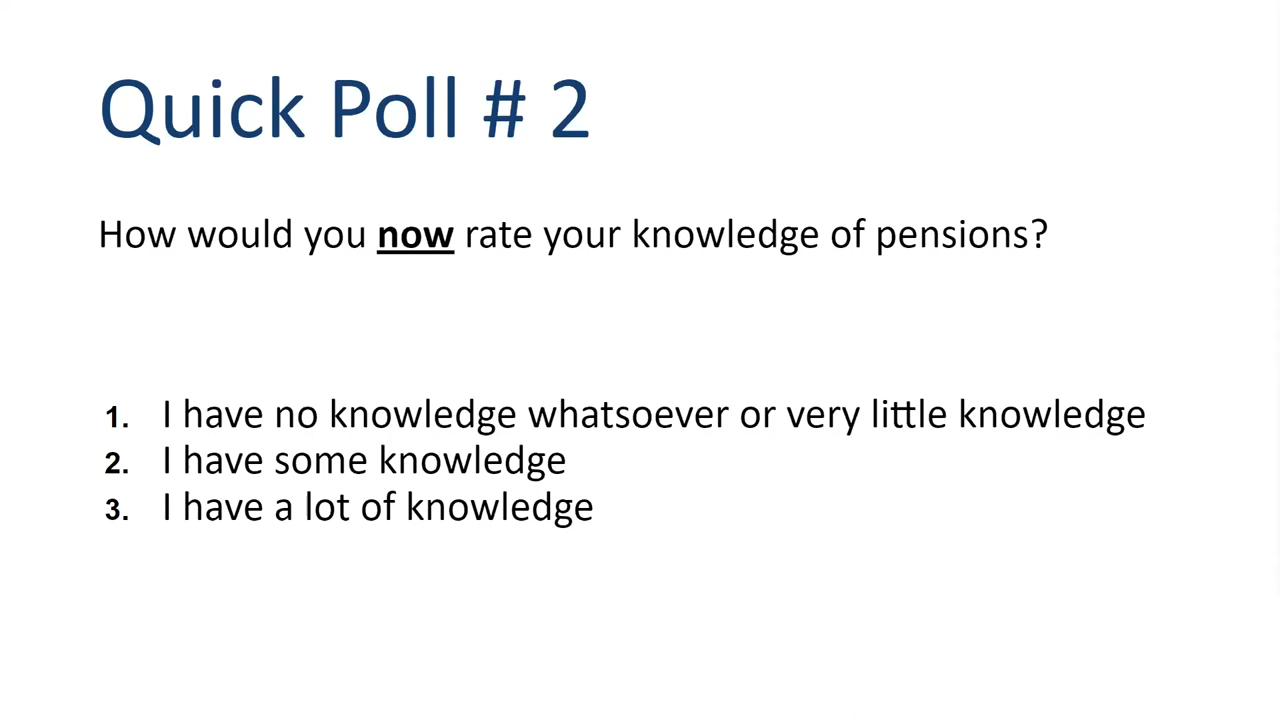 Quick Poll # 2
How would you now rate your knowledge of pensions?
1. I have no knowledge whatsoever or very little knowledge
2. I have some knowledge
3. I have a lot of knowledge